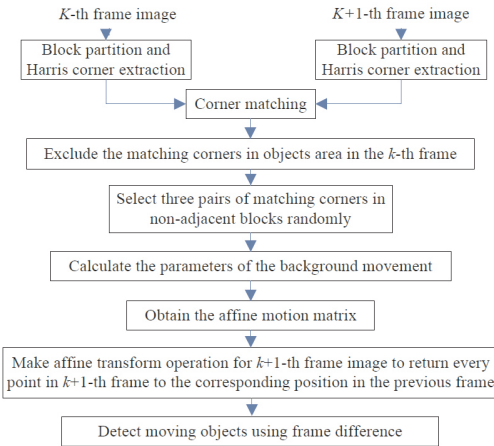 K-th frame image
K+1-th frame image
Block partition and
Harris corner extraction
Block partition and
Harris corner extraction
Corner matching
Exclude the matching corners in objects area in the k-th frame
Select three pairs of matching corners in
non-adjacent blocks randomly
Calculate the parameters of the background movement
Obtain the affine motion matrix
Make affine transform operation for k+1-th frame image to return every
point in k+1-th frame to the corresponding position in the previous frame
Detect moving objects using frame difference